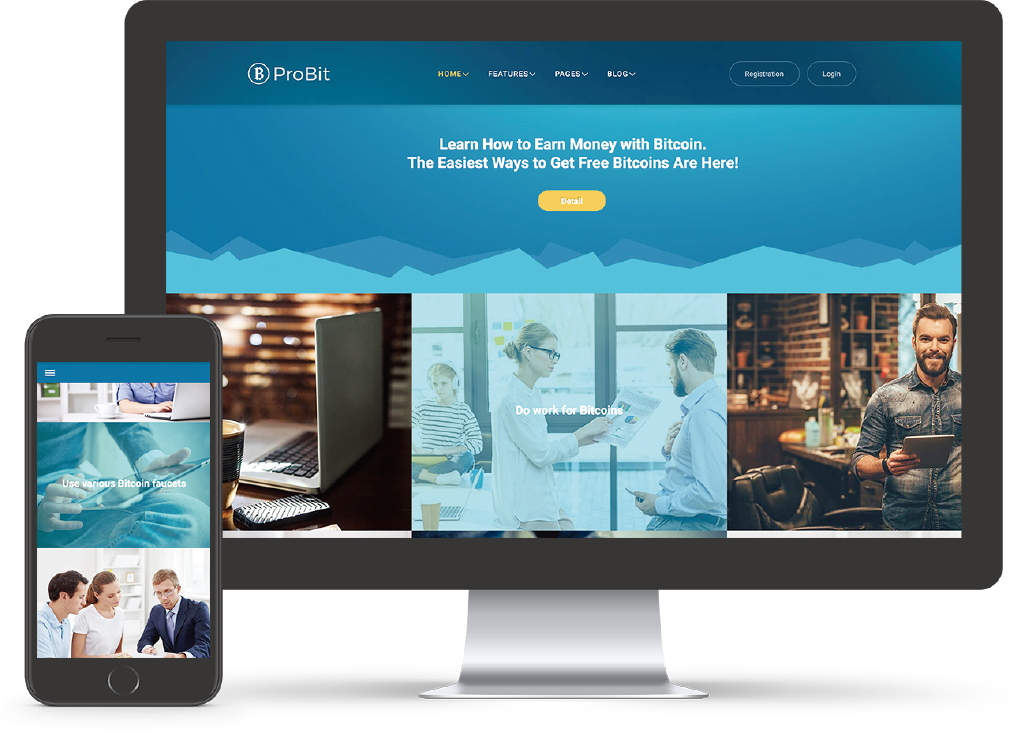 ProBit
HOME FEATURES PAGES BLOG
Registration Login
Learn How to Earn Money with Bitcoin.
The Easiest Ways to Get Free Bitcoins Are Here!
Detail
Do work for Bitcoins
Use various Bitcoin faucets